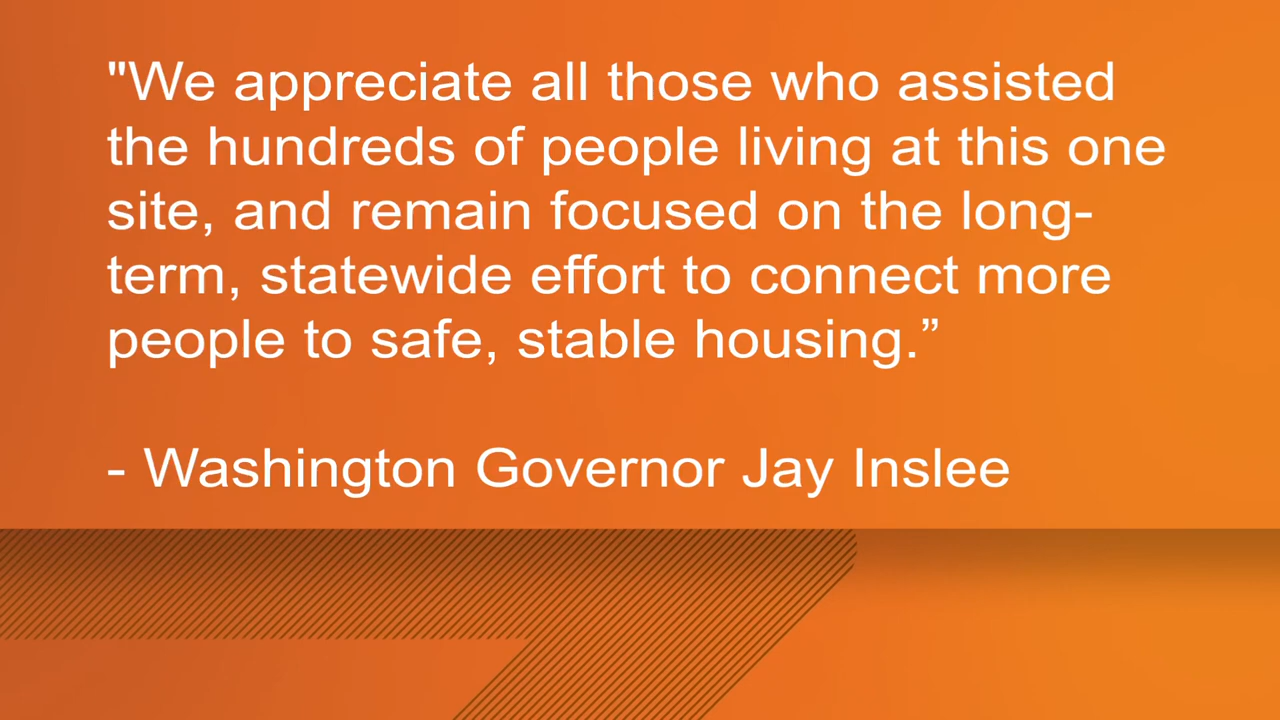 "We appreciate all those who assisted
the hundreds of people living at this one
site, and remain focused on the long-
term, statewide effort to connect more
people to safe, stable housing.”
- Washington Governor Jay Inslee